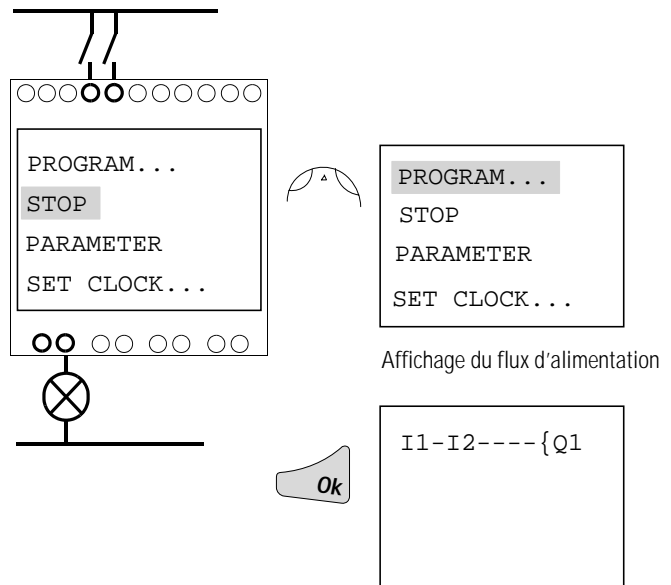 PROGRAM...
STOP
PARAMETER
SET CLOCK...
PROGRAM...
STOP
PARAMETER
SET CLOCK...
Affichage du flux d’alimentation
Ok
I1-I2----{Q1